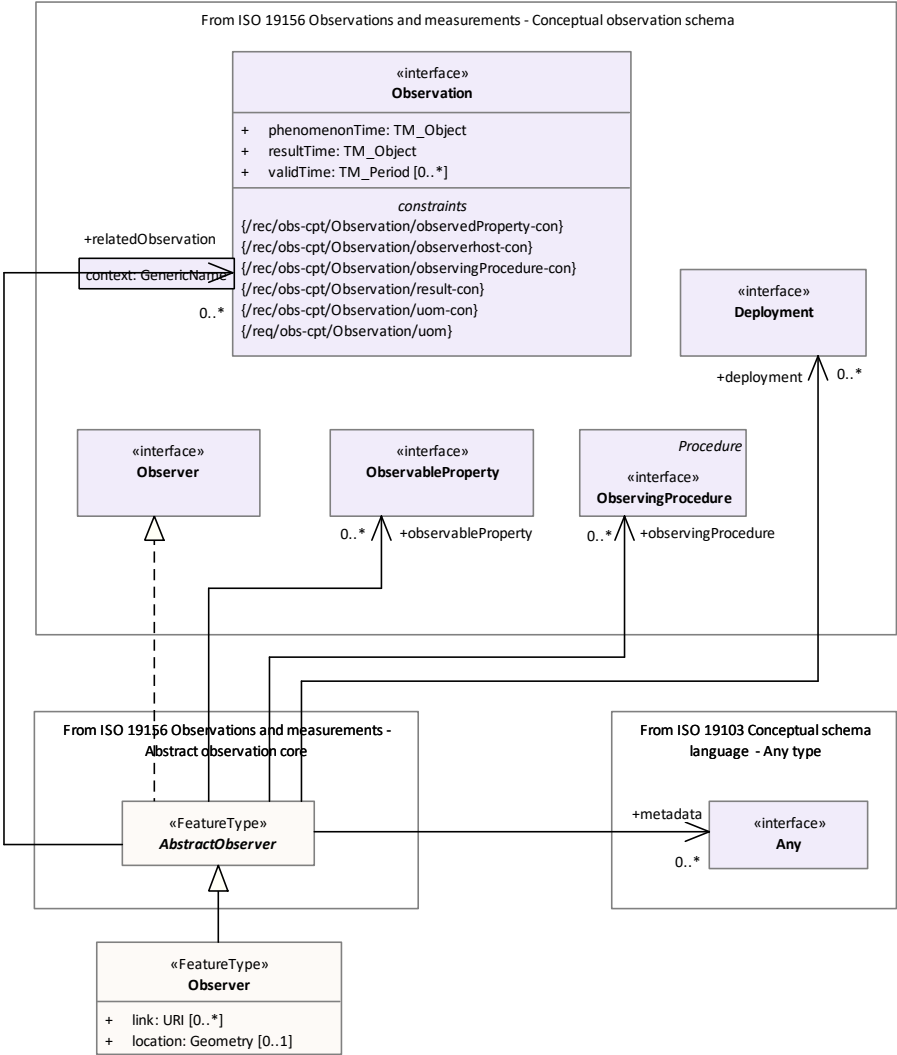 From ISO 19156 Observations and measurements - Conceptual observation schema
«interface»
Observation
+ phenomenonTime: TM_Object
+ resultTime: TM_Object
+ validTime: TM_Period [0..*]
constraints
{/rec/obs-cpt/Observation/observedProperty-con}
{/rec/obs-cpt/Observation/observerhost-con}
{/rec/obs-cpt/Observation/observingProcedure-con}
{/rec/obs-cpt/Observation/result-con}
{/rec/obs-cpt/Observation/uom-con}
{/req/obs-cpt/Observation/uom}
+relatedObservation
context: GenericName
0..*
«interface»
Deployment
+deployment
0..*
«interface»
Observer
«interface»
ObservableProperty
0..*
+observableProperty
Procedure
«interface»
ObservingProcedure
0..*
+observingProcedure
From ISO 19156 Observations and measurements -
Abstract observation core
From ISO 19103 Conceptual schema
language - Any type
«FeatureType»
AbstractObserver
+metadata
0..*
«interface»
Any
«FeatureType»
Observer
+ link: URI [0..*]
+ location: Geometry [0..1]